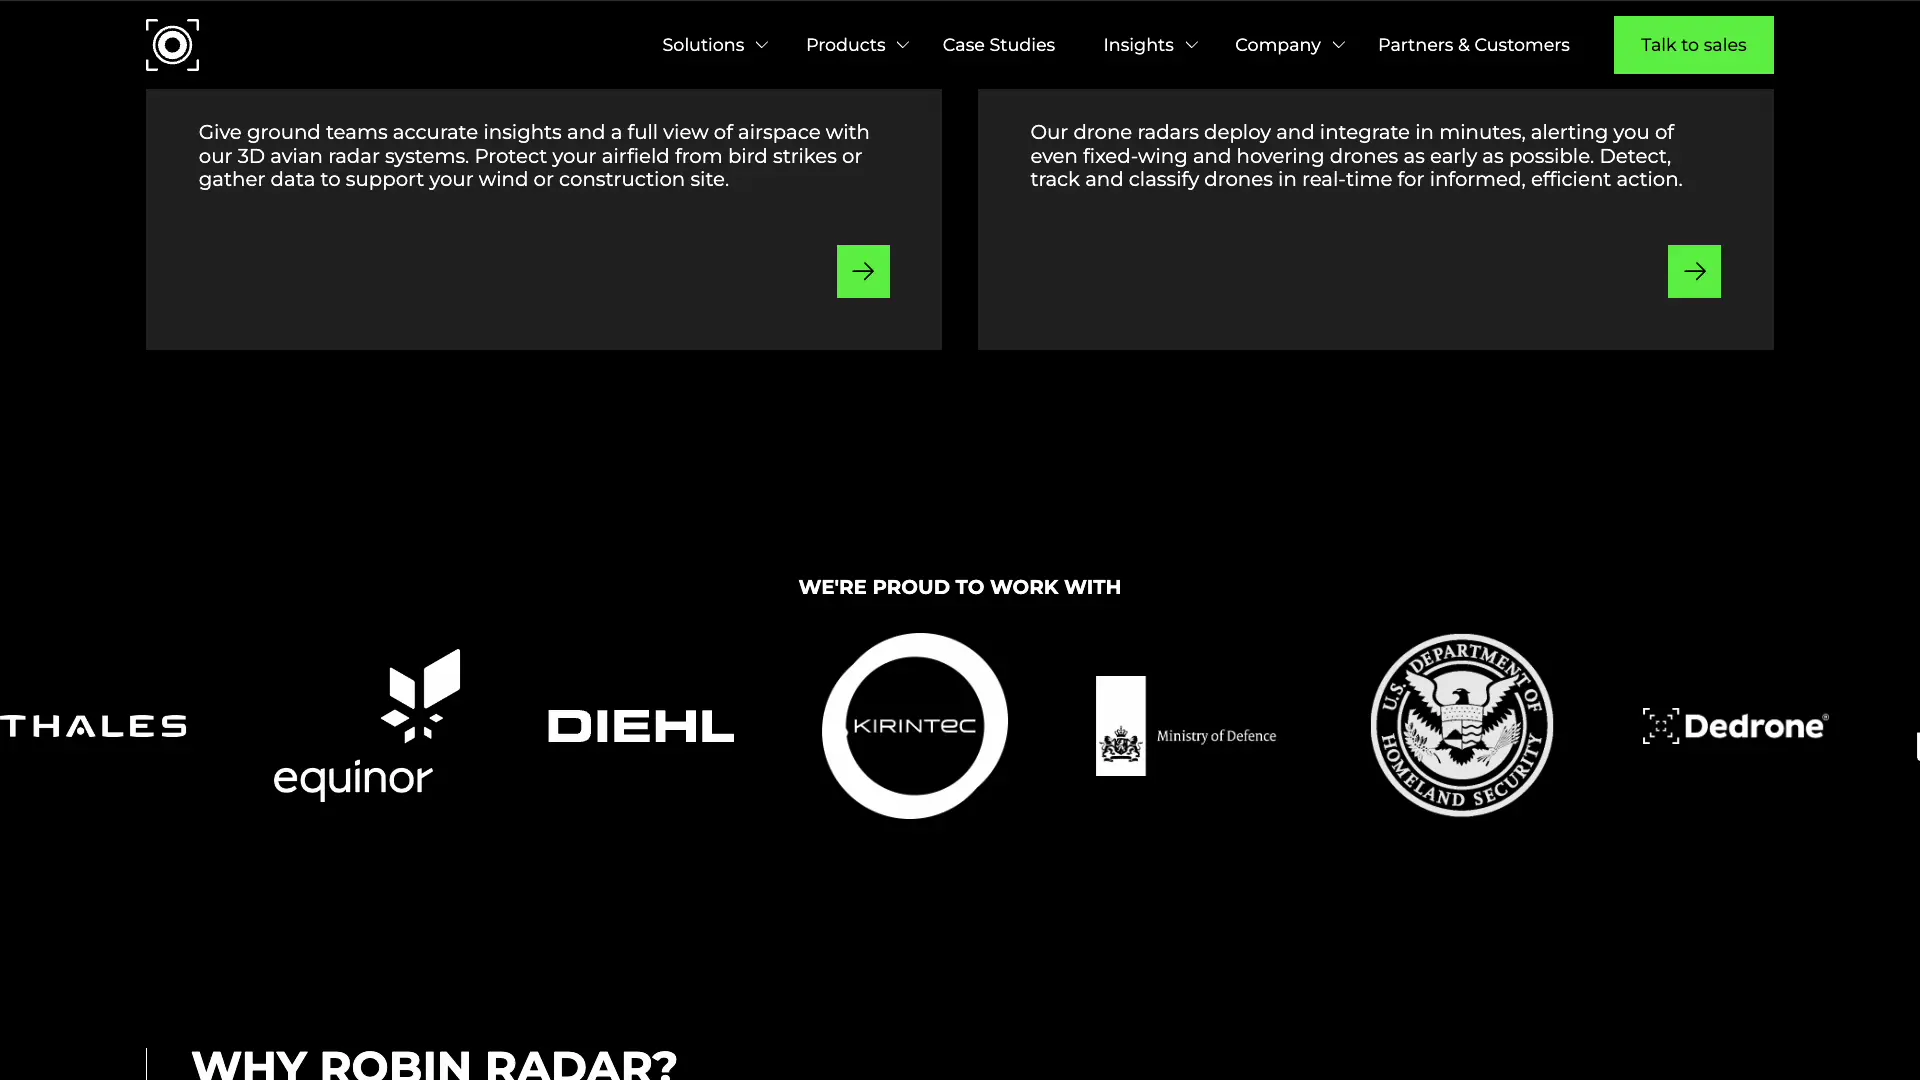 Solutions
Products
Case Studies
Insights
Company
Partners & Customers
Talk to sales
Give ground teams accurate insights and a full view of airspace with
our 3D avian radar systems. Protect your airfield from bird strikes or
gather data to support your wind or construction site.
Our drone radars deploy and integrate in minutes, alerting you of
even fixed-wing and hovering drones as early as possible. Detect,
track and classify drones in real-time for informed, efficient action.
WE'RE PROUD TO WORK WITH
THALES
equinor
DIEHL
KIRINTEC
Ministry of Defence
U.S. DEPARTMENT OF
HOMELAND SECURITY
Dedrone®
WHY ROBIN RADAR?